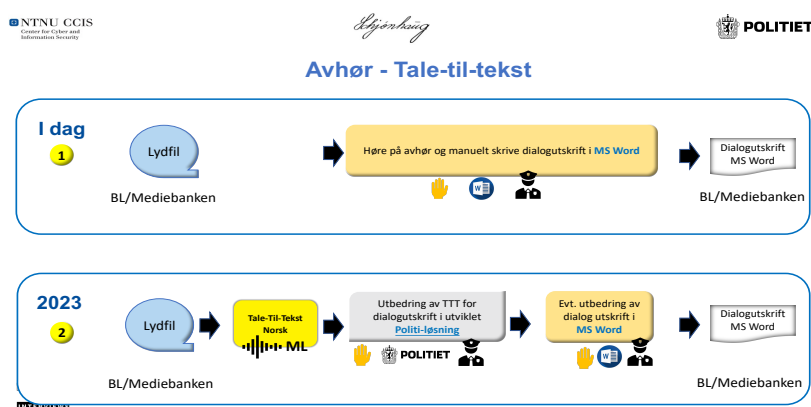 NTNU CCIS
Center for Cyber and
Information Security
Schjønhaug
POLITIET
Avhør - Tale-til-tekst
I dag
1
Lydfil
BL/Mediebanken
Høre på avhør og manuelt skrive dialogutskrift i MS Word
W
Dialogutskrift
MS Word
BL/Mediebanken
2023
2
Lydfil
BL/Mediebanken
Tale-Til-Tekst
Norsk
ML
Utbedring av TTT for
dialogutskrift i utviklet
Politi-løsning
POLITIET
Evt. utbedring av
dialog utskrift i
MS Word
W
Dialogutskrift
MS Word
BL/Mediebanken